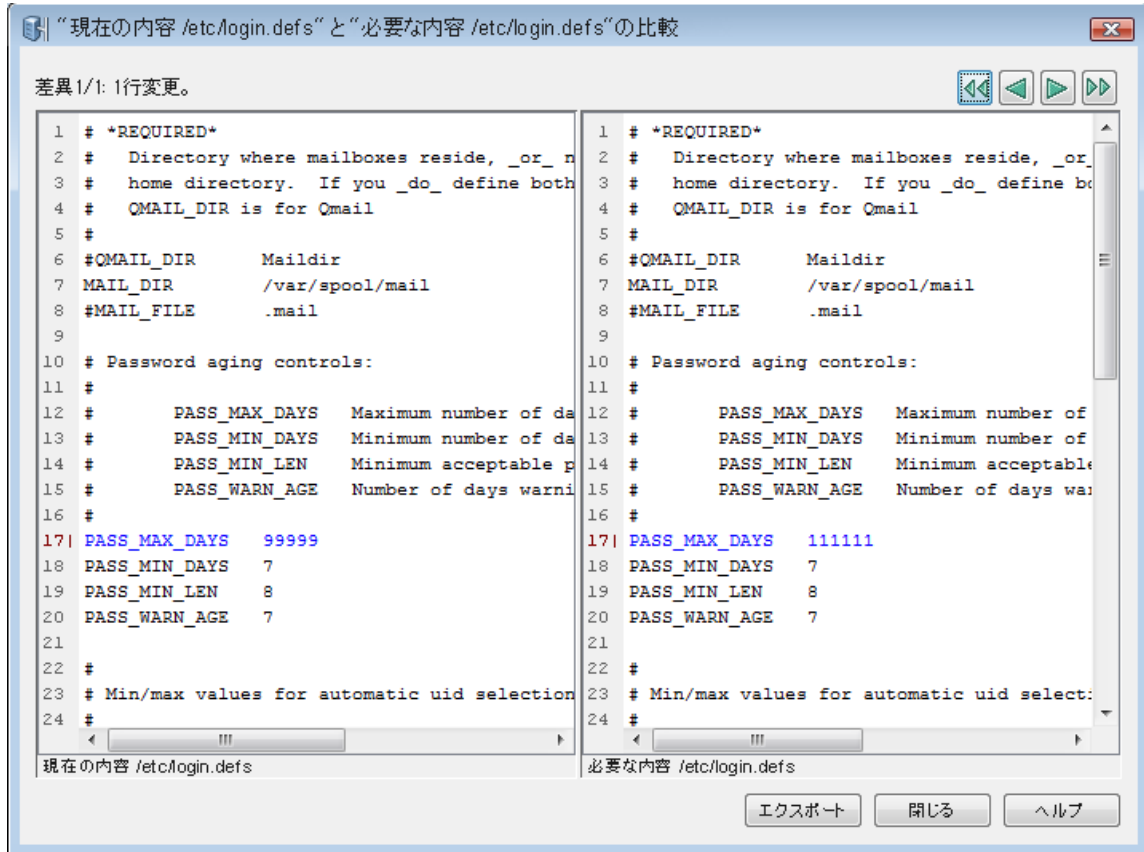 “現在の内容 /etc/login.defs”と“必要な内容 /etc/login.defs”の比較
差異1/1: 1行変更。
1 # *REQUIRED*
2 #   Directory where mailboxes reside, _or_ n
3 #   home directory.  If you _do_ define both
4 #   QMAIL_DIR is for Qmail
5 #
6 #QMAIL_DIR      Maildir
7 MAIL_DIR        /var/spool/mail
8 #MAIL_FILE      .mail
9
10 # Password aging controls:
11 #
12 #       PASS_MAX_DAYS   Maximum number of da
13 #       PASS_MIN_DAYS   Minimum number of da
14 #       PASS_MIN_LEN    Minimum acceptable p
15 #       PASS_WARN_AGE   Number of days warni
16 #
17 PASS_MAX_DAYS   99999
18 PASS_MIN_DAYS   7
19 PASS_MIN_LEN    8
20 PASS_WARN_AGE   7
21
22 #
23 # Min/max values for automatic uid selection
24 #
現在の内容 /etc/login.defs
1 # *REQUIRED*
2 #   Directory where mailboxes reside, _or_
3 #   home directory.  If you _do_ define bo
4 #   QMAIL_DIR is for Qmail
5 #
6 #QMAIL_DIR      Maildir
7 MAIL_DIR        /var/spool/mail
8 #MAIL_FILE      .mail
9
10 # Password aging controls:
11 #
12 #       PASS_MAX_DAYS   Maximum number of
13 #       PASS_MIN_DAYS   Minimum number of
14 #       PASS_MIN_LEN    Minimum acceptable
15 #       PASS_WARN_AGE   Number of days war
16 #
17 PASS_MAX_DAYS   111111
18 PASS_MIN_DAYS   7
19 PASS_MIN_LEN    8
20 PASS_WARN_AGE   7
21
22 #
23 # Min/max values for automatic uid selecti
24 #
必要な内容 /etc/login.defs
エクスポート 閉じる ヘルプ